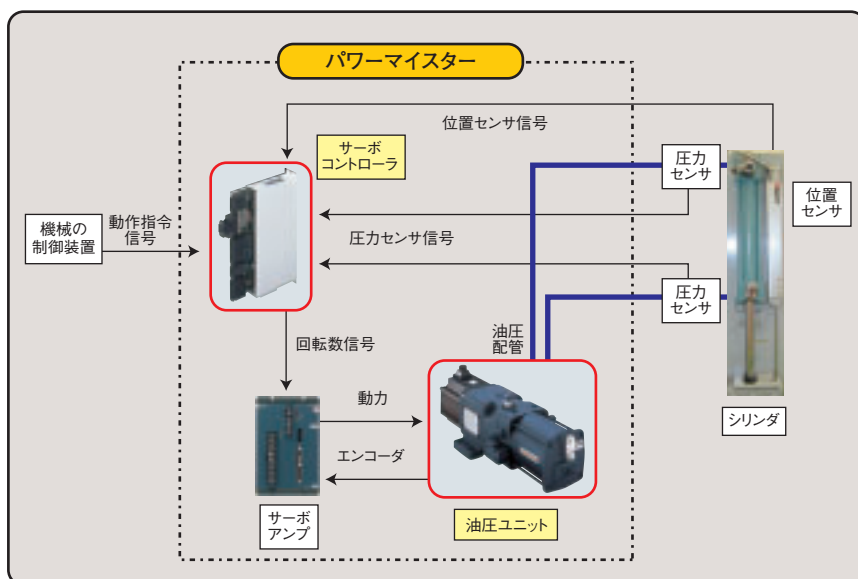 パワーマイスター
位置センサ信号
サーボ
コントローラ
圧力
センサ
位置
センサ
機械の
制御装置
動作指令
信号
圧力センサ信号
圧力
センサ
油圧
配管
回転数信号
動力
シリンダ
エンコーダ
サーボ
アンプ
油圧ユニット